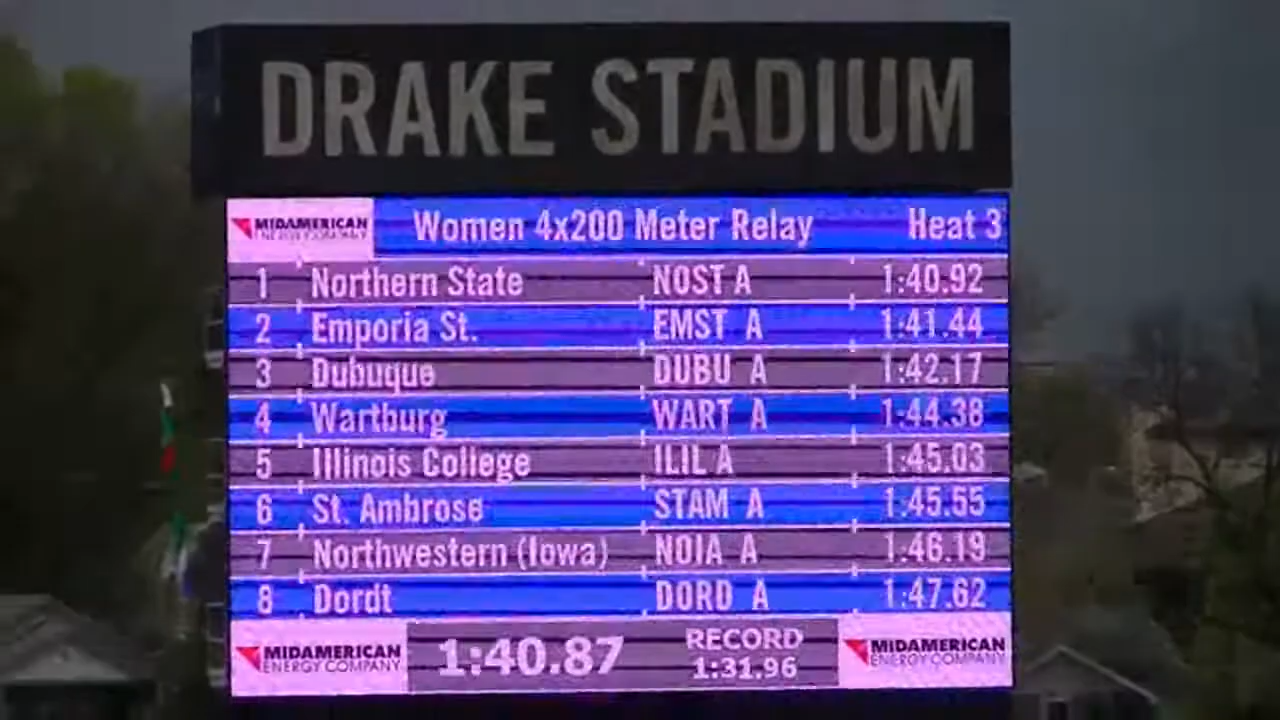 DRAKE STADIUM
MIDAMERICAN ENERGY COMPANY Women 4x200 Meter Relay Heat 3
1 Northern State NOST A 1:40.92
2 Emporia St. EMST A 1:41.44
3 Dubuque DUBU A 1:42.17
4 Wartburg WART A 1:44.38
5 Illinois College ILIL A 1:45.03
6 St. Ambrose STAM A 1:45.55
7 Northwestern (Iowa) NOIA A 1:46.19
8 Dordt DORD A 1:47.62
MIDAMERICAN
ENERGY COMPANY
1:40.87
RECORD
1:31.96
MIDAMERICAN
ENERGY COMPANY